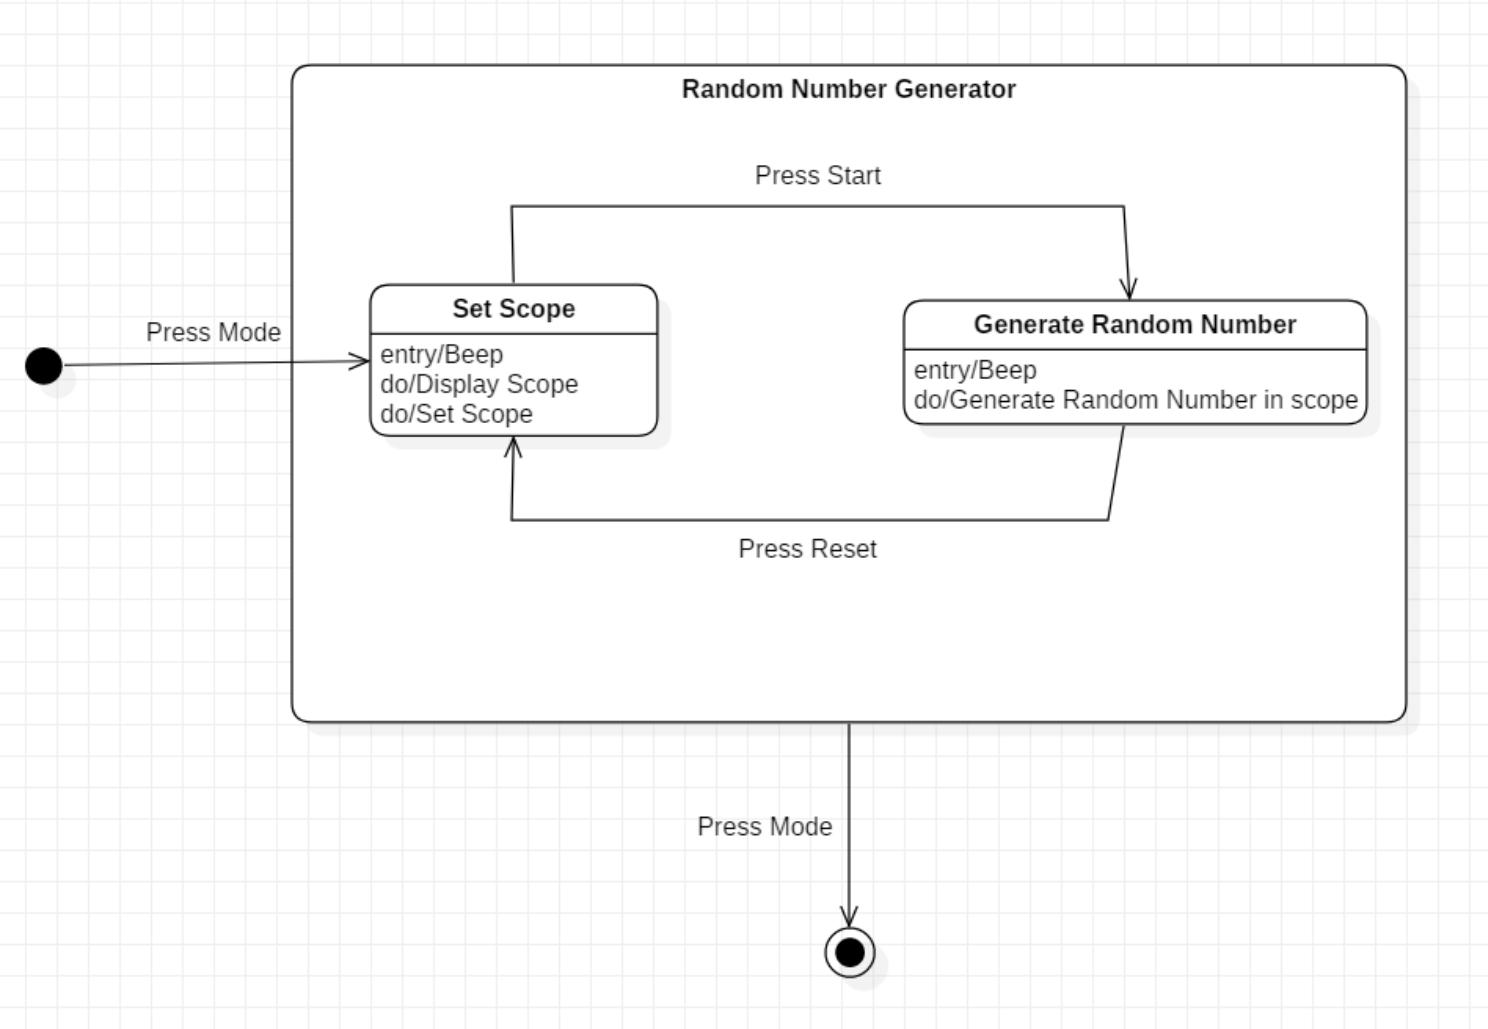 Random Number Generator
Press Start
Press Mode
Set Scope
entry/Beep
do/Display Scope
do/Set Scope
Generate Random Number
entry/Beep
do/Generate Random Number in scope
Press Reset
Press Mode